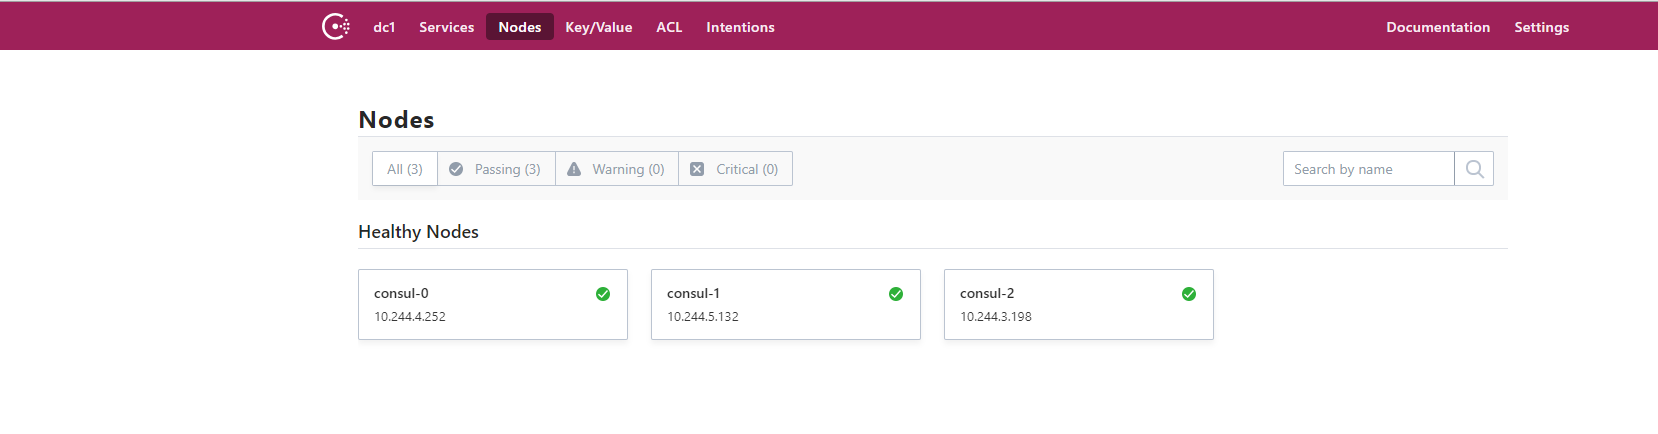 dc1 Services Nodes Key/Value ACL Intentions Documentation Settings
Nodes
All (3) Passing (3) Warning (0) Critical (0) Search by name
Healthy Nodes
consul-0 consul-1 consul-2
10.244.4.252 10.244.5.132 10.244.3.198